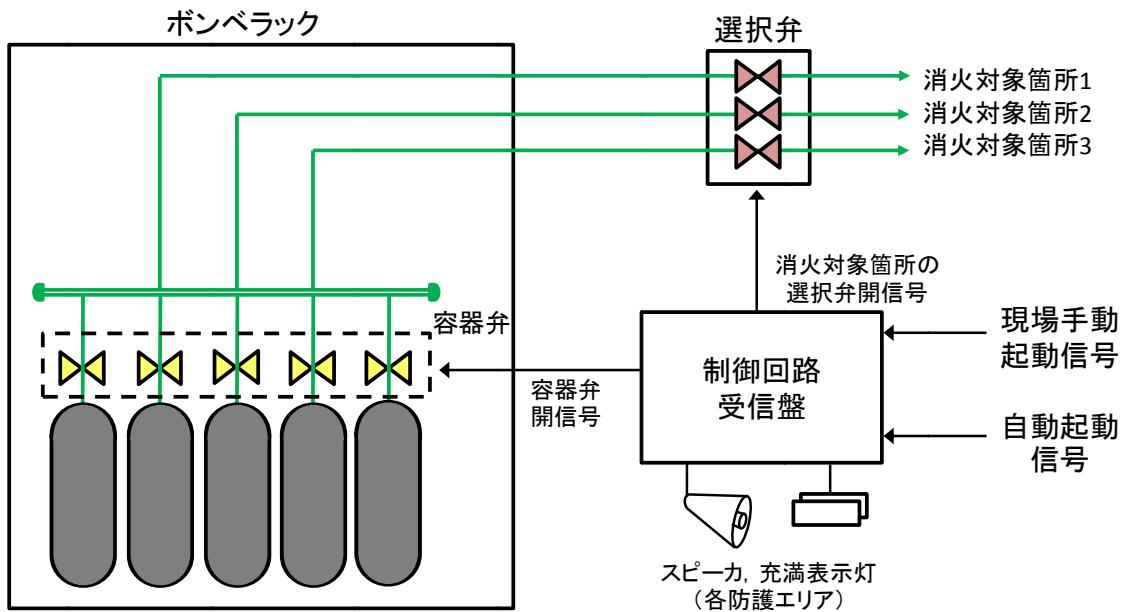 ボンベラック
選択弁
消火対象箇所1
消火対象箇所2
消火対象箇所3
消火対象箇所の
選択弁開信号
容器弁
現場手動
起動信号
制御回路
受信盤
容器弁
開信号
自動起動
信号
スピーカ, 充満表示灯
(各防護エリア)